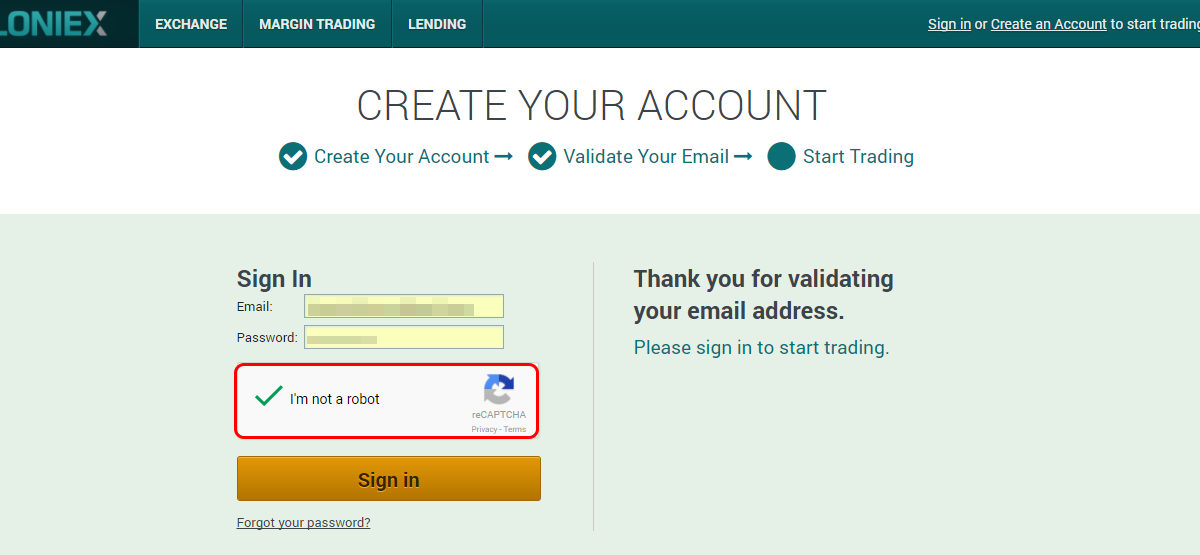 LONIEX EXCHANGE MARGIN TRADING LENDING Sign in or Create an Account to start trading
CREATE YOUR ACCOUNT
Create Your Account Validate Your Email Start Trading
Sign In
Email:
Password:
I'm not a robot
reCAPTCHA
Privacy - Terms
Sign in
Forgot your password?
Thank you for validating
your email address.
Please sign in to start trading.